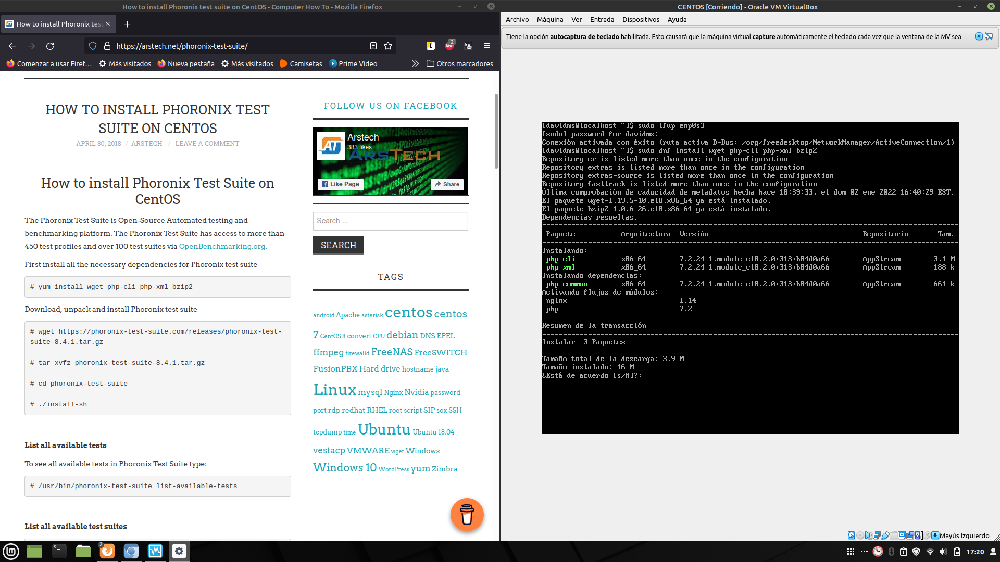 How to install Phoronix test suite on CentOS - Computer How To - Mozilla Firefox
How to install Phoronix test
https://arstech.net/phoronix-test-suite/
2
ABP
Comenzar a usar Firef…
Más visitados
Nueva pestaña
Más visitados
Camisetas
Prime Video
Otros marcadores
HOW TO INSTALL PHORONIX TEST
SUITE ON CENTOS
APRIL 30, 2018 / ARSTECH / LEAVE A COMMENT
How to install Phoronix Test Suite on
CentOS
The Phoronix Test Suite is Open-Source Automated testing and
benchmarking platform. The Phoronix Test Suite has access to more than
450 test profiles and over 100 test suites via OpenBenchmarking.org.
First install all the necessary dependencies for Phoronix test suite
# yum install wget php-cli php-xml bzip2
Download, unpack and install Phoronix test suite
# wget https://phoronix-test-suite.com/releases/phoronix-test-
suite-8.4.1.tar.gz
# tar xvfz phoronix-test-suite-8.4.1.tar.gz
# cd phoronix-test-suite
# ./install-sh
List all available tests
To see all available tests in Phoronix Test Suite type:
# /usr/bin/phoronix-test-suite list-available-tests
List all available test suites
FOLLOW US ON FACEBOOK
AT
Arstech
383 likes
ARSTECH
Like Page
Share
Search …
SEARCH
TAGS
android Apache asterisk centos centos
7 CentOS 8 convert CPU debian DNS EPEL
ffmpeg firewalld FreeNAS FreeSWITCH
FusionPBX Hard drive hostname java
Linux mysql Nginx Nvidia password
port rdp redhat RHEL root script SIP sox SSH
tcpdump time Ubuntu Ubuntu 18.04
vestacp VMWARE wget Windows
Windows 10 WordPress yum Zimbra
CENTOS [Corriendo] - Oracle VM VirtualBox
Archivo Máquina Ver Entrada Dispositivos Ayuda
Tiene la opción autocaptura de teclado habilitada. Esto causará que la máquina virtual capture automáticamente el teclado cada vez que la ventana de la MV sea
[davidms@localhost ~]$ sudo ifup enp0s3
[sudo] password for davidms:
Conexión activada con éxito (ruta activa D-Bus: /org/freedesktop/NetworkManager/ActiveConnection/1)
[davidms@localhost ~]$ sudo dnf install wget php-cli php-xml bzip2
Repository cr is listed more than once in the configuration
Repository extras is listed more than once in the configuration
Repository extras-source is listed more than once in the configuration
Repository fasttrack is listed more than once in the configuration
Última comprobación de caducidad de metadatos hecha hace 18:39:33, el dom 02 ene 2022 16:40:29 EST.
El paquete wget-1.19.5-10.el8.x86_64 ya está instalado.
El paquete bzip2-1.0.6-26.el8.x86_64 ya está instalado.
Dependencias resueltas.
Paquete Arquitectura Versión Repositorio Tam.
Instalando:
php-cli x86_64 7.2.24-1.module_el8.2.0+313+b04d0a66 AppStream 3.1 M
php-xml x86_64 7.2.24-1.module_el8.2.0+313+b04d0a66 AppStream 188 k
Instalando dependencias:
php-common x86_64 7.2.24-1.module_el8.2.0+313+b04d0a66 AppStream 661 k
Activando flujos de módulos:
nginx 1.14
php 7.2
Resumen de la transacción
Instalar 3 Paquetes
Tamaño total de la descarga: 3.9 M
Tamaño instalado: 16 M
¿Está de acuerdo [s/N]?:
Mayús Izquierdo
2
17:20